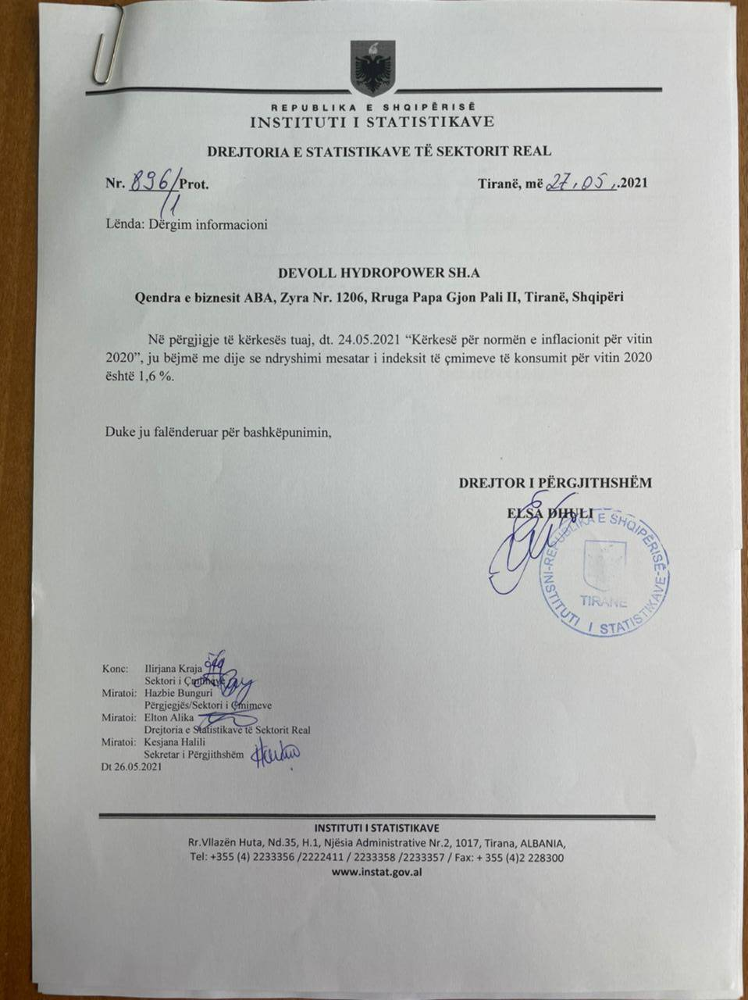 REPUBLIKA E SHQIPËRISË
INSTITUTI I STATISTIKAVE
DREJTORIA E STATISTIKAVE TË SEKTORIT REAL
Nr. 896/1 Prot. Tiranë, më 27.05..2021
Lënda: Dërgim informacioni
DEVOLL HYDROPOWER SH.A
Qendra e biznesit ABA, Zyra Nr. 1206, Rruga Papa Gjon Pali II, Tiranë, Shqipëri
Në përgjigje të kërkesës tuaj, dt. 24.05.2021 “Kërkesë për normën e inflacionit për vitin
2020”, ju bëjmë me dije se ndryshimi mesatar i indeksit të çmimeve të konsumit për vitin 2020
është 1,6 %.
Duke ju falënderuar për bashkëpunimin,
DREJTOR I PËRGJITHSHËM
ELSA DHULI
REPUBLIKA E SHQIPËRISË
INSTITUTI I STATISTIKAVE
TIRANË
Konc: Ilirjana Kraja
Sektori i Çmimeve
Miratoi: Hazbie Bunguri
Përgjegjës/Sektori i Çmimeve
Miratoi: Elton Alika
Drejtoria e Statistikave të Sektorit Real
Miratoi: Kesjana Halili
Sekretar i Përgjithshëm
Dt 26.05.2021
INSTITUTI I STATISTIKAVE
Rr.Vllazën Huta, Nd.35, H.1, Njësia Administrative Nr.2, 1017, Tirana, ALBANIA,
Tel: +355 (4) 2233356 /2222411 / 2233358 /2233357 / Fax: + 355 (4)2 228300
www.instat.gov.al